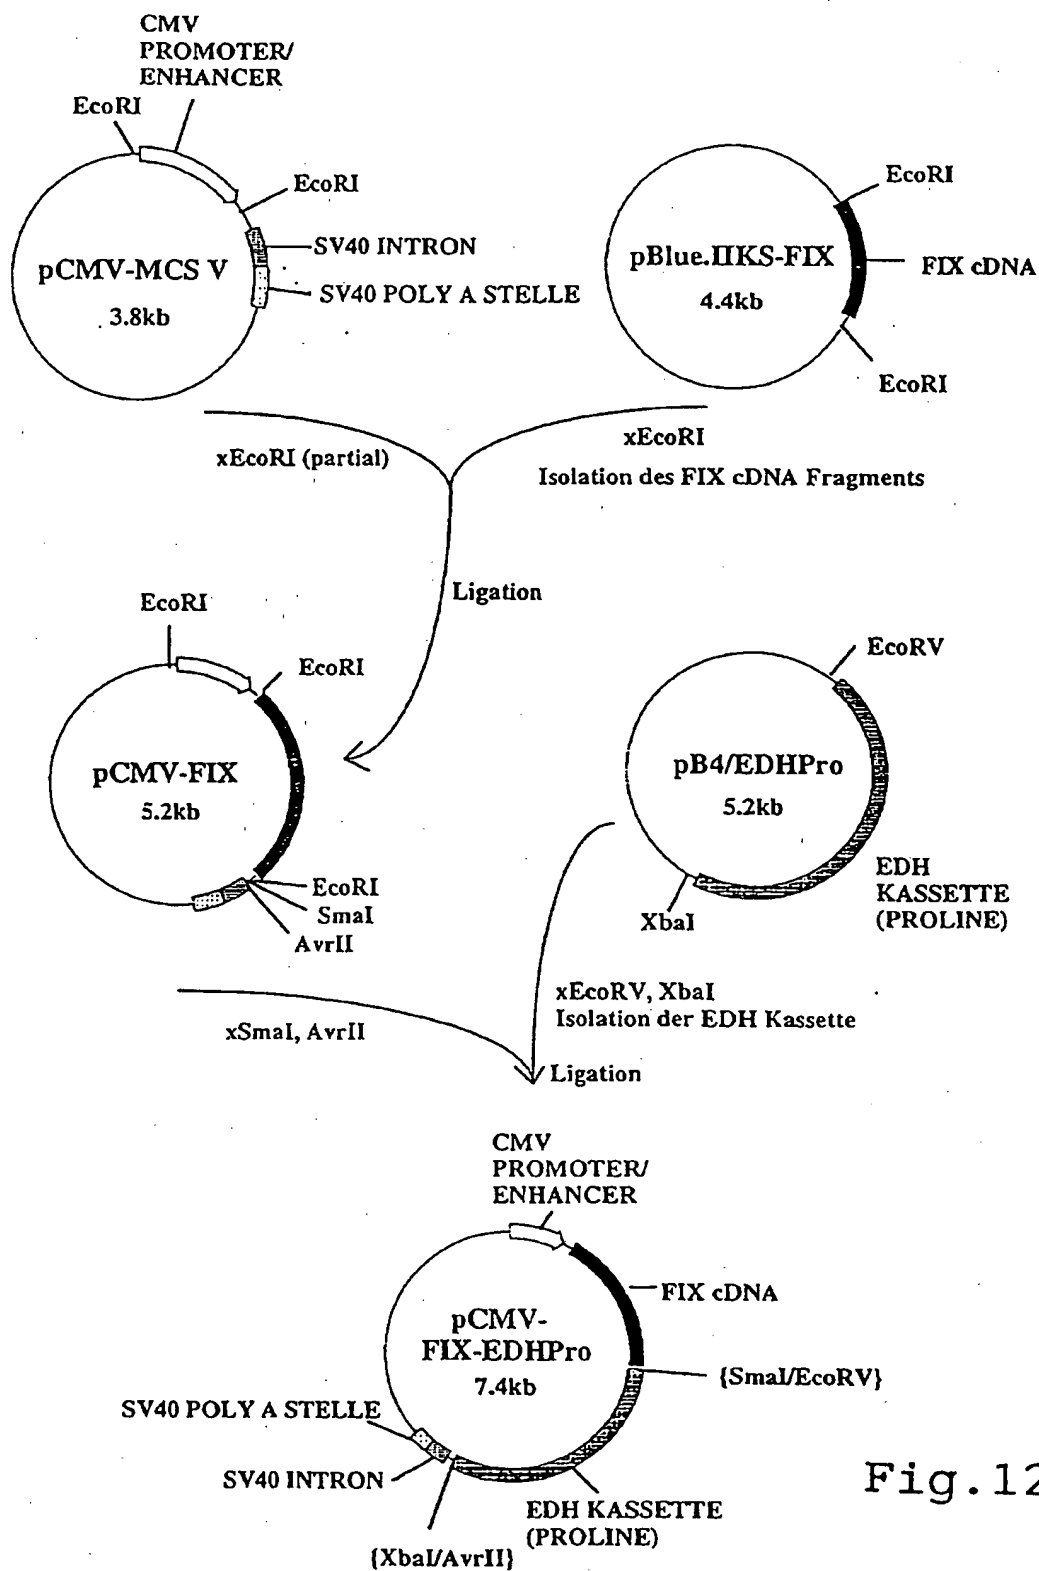 CMV
PROMOTER/
ENHANCER
EcoRI
EcoRI
SV40 INTRON
SV40 POLY A STELLE
pCMV-MCS V
3.8kb
EcoRI
pBlue.IIKS-FIX
4.4kb
FIX cDNA
EcoRI
xEcoRI (partial)
xEcoRI
Isolation des FIX cDNA Fragments
Ligation
EcoRI
EcoRI
pCMV-FIX
5.2kb
EcoRI
SmaI
AvrII
EcoRV
pB4/EDHPro
5.2kb
EDH
KASSETTE
(PROLINE)
XbaI
xSmaI, AvrII
xEcoRV, XbaI
Isolation der EDH Kassette
Ligation
CMV
PROMOTER/
ENHANCER
FIX cDNA
pCMV-
FIX-EDHPro
7.4kb
{SmaI/EcoRV}
SV40 POLY A STELLE
SV40 INTRON
EDH KASSETTE
(PROLINE)
{XbaI/AvrII}
Fig.12